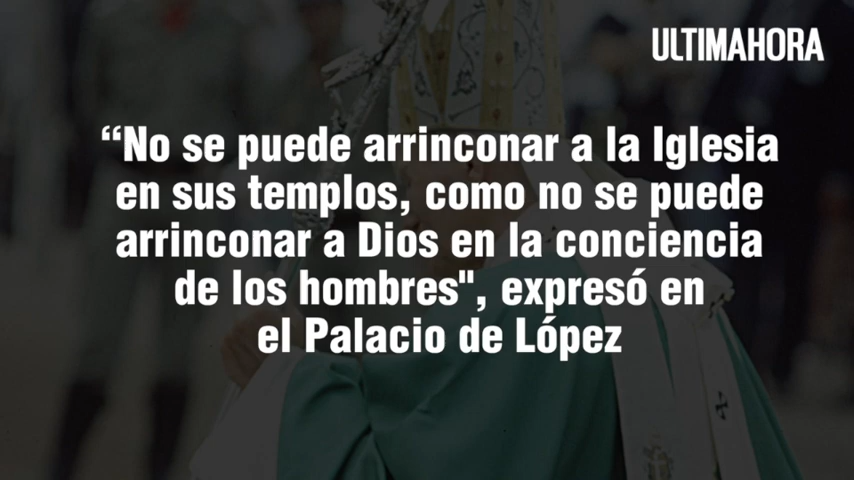 ULTIMAHORA
“No se puede arrinconar a la Iglesia
en sus templos, como no se puede
arrinconar a Dios en la conciencia
de los hombres", expresó en
el Palacio de López